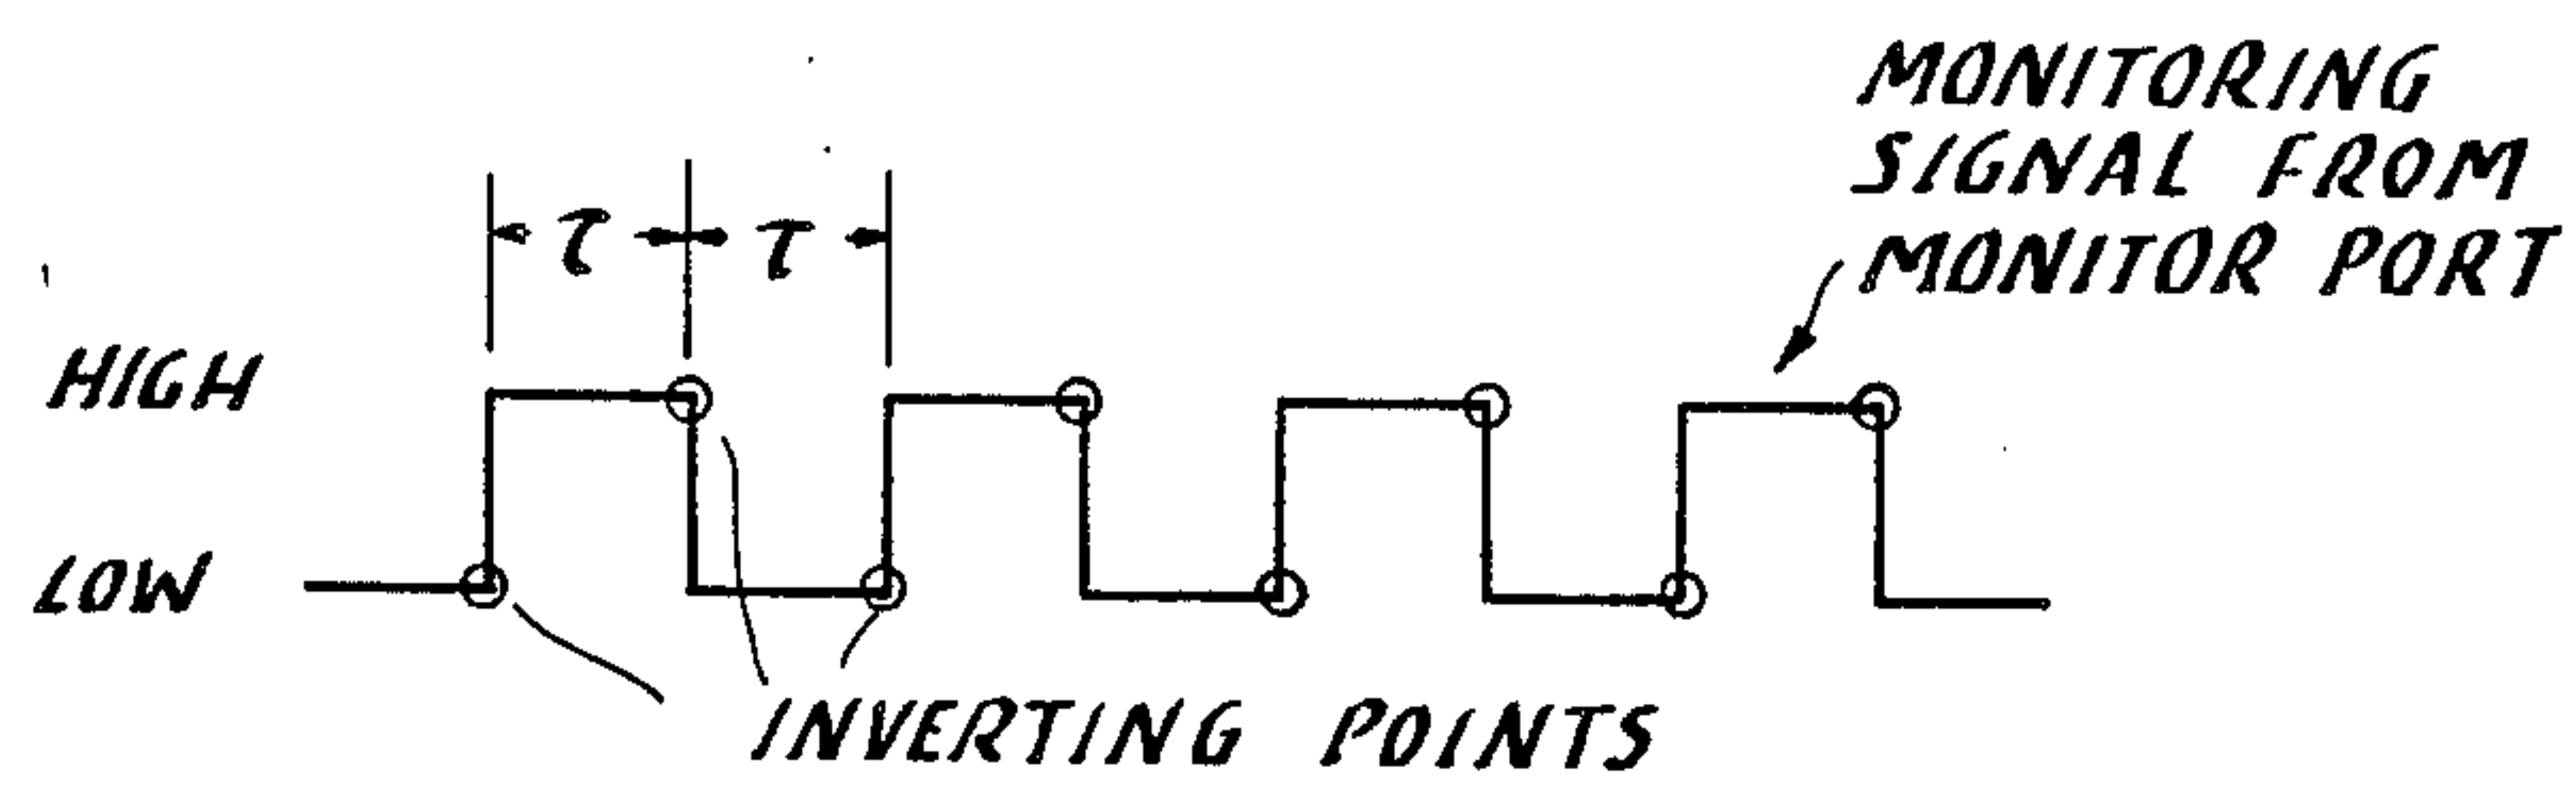 MONITORING
SIGNAL FROM
MONITOR PORT
τ τ
HIGH
LOW
INVERTING POINTS